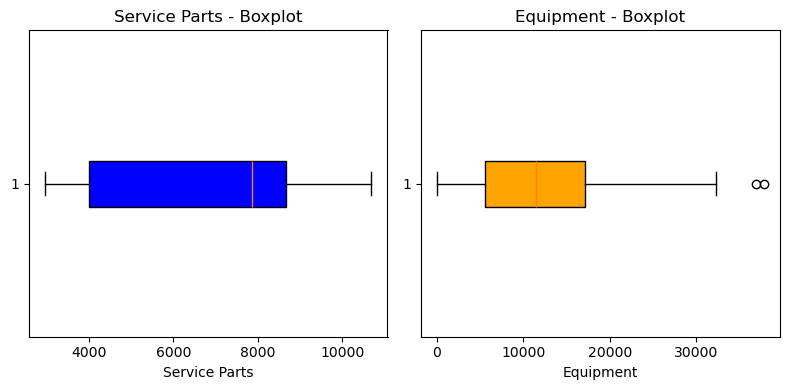 Service Parts - Boxplot
1
4000 6000 8000 10000
Service Parts
Equipment - Boxplot
1
0 10000 20000 30000
Equipment